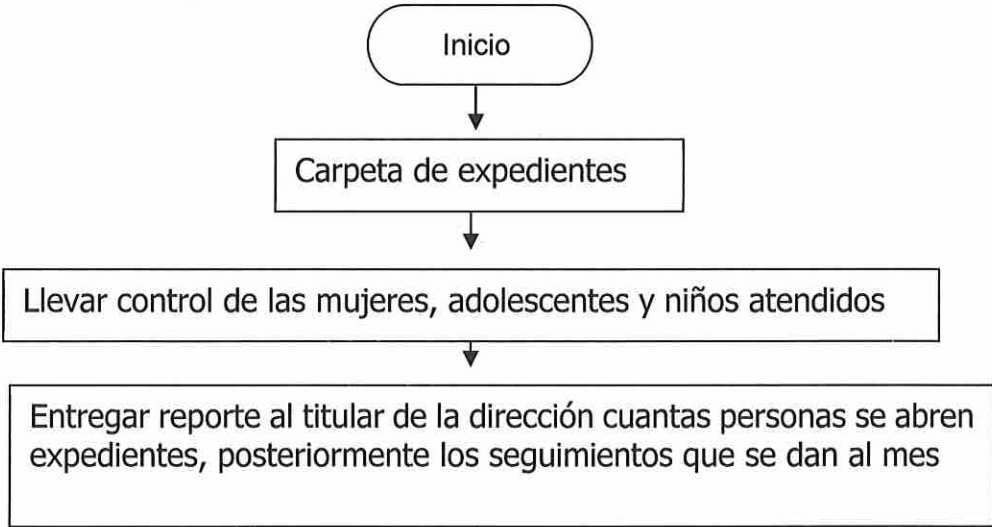 Inicio
Carpeta de expedientes
Llevar control de las mujeres, adolescentes y niños atendidos
Entregar reporte al titular de la dirección cuantas personas se abren
expedientes, posteriormente los seguimientos que se dan al mes